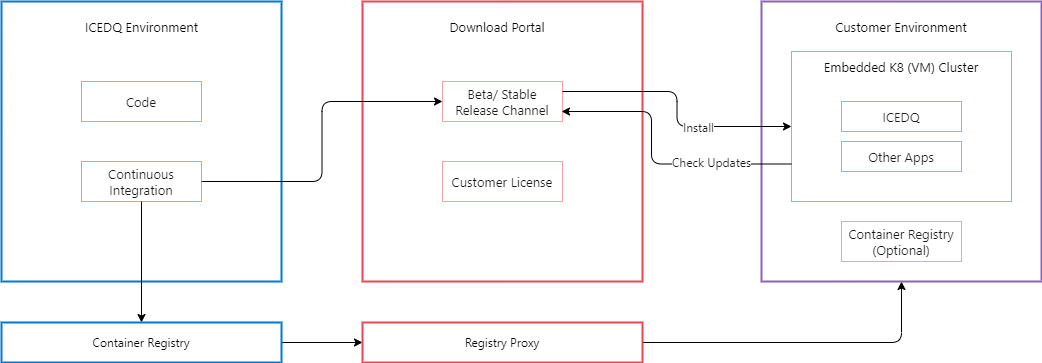 ICEDQ Environment
Code
Continuous
Integration
Container Registry
Download Portal
Beta/ Stable
Release Channel
Customer License
Registry Proxy
Install
Check Updates
Customer Environment
Embedded K8 (VM) Cluster
ICEDQ
Other Apps
Container Registry
(Optional)